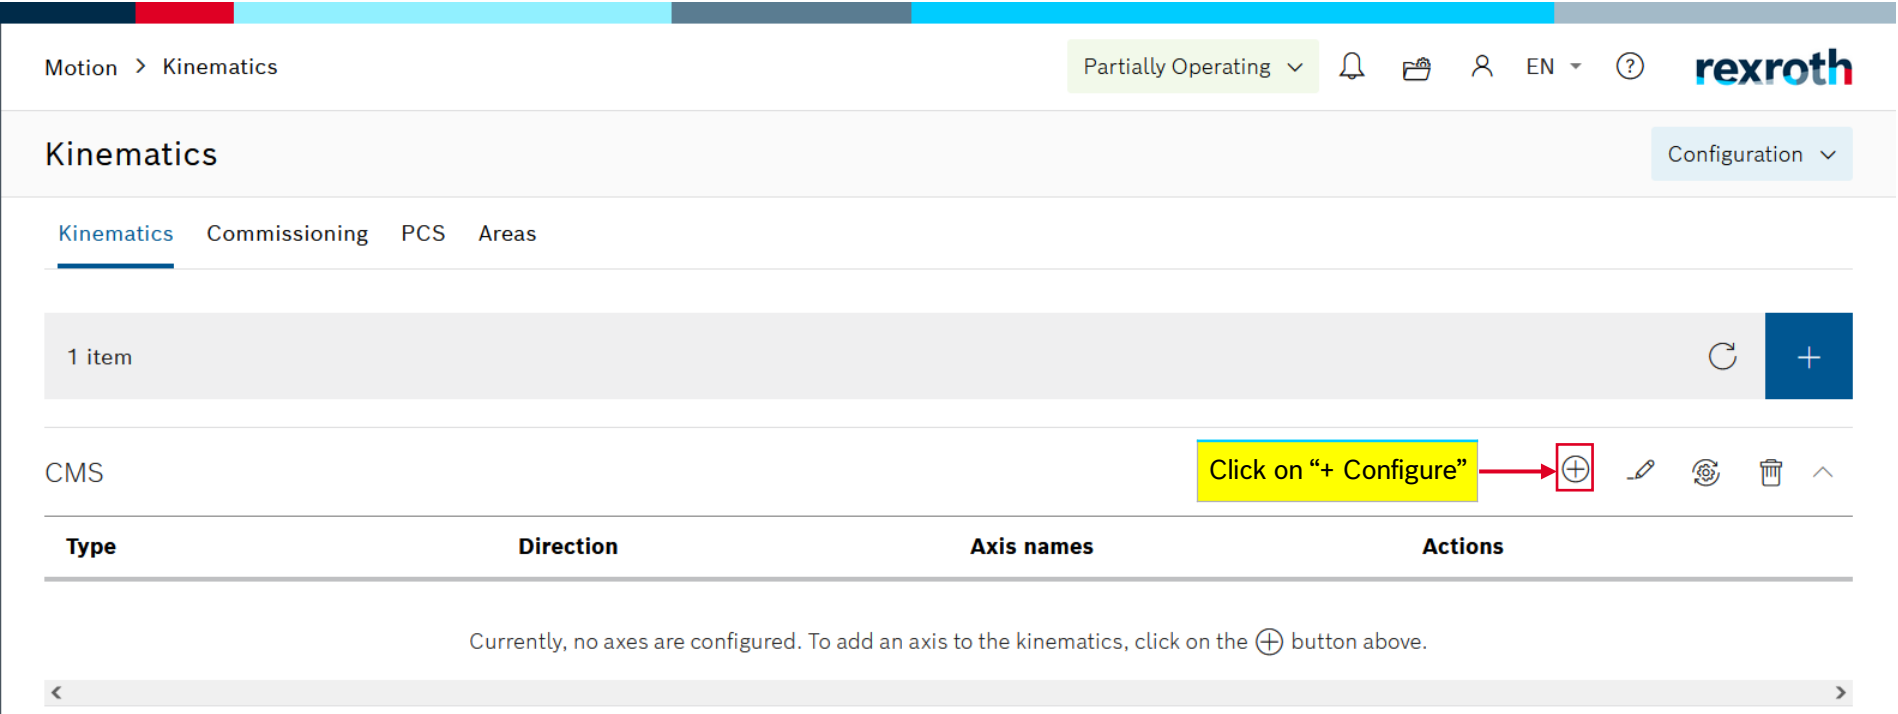 Motion > Kinematics
Partially Operating
EN
rexroth
Kinematics
Configuration
Kinematics Commissioning PCS Areas
1 item
+
CMS
Click on “+ Configure”
Type Direction Axis names Actions
Currently, no axes are configured. To add an axis to the kinematics, click on the ⊕ button above.